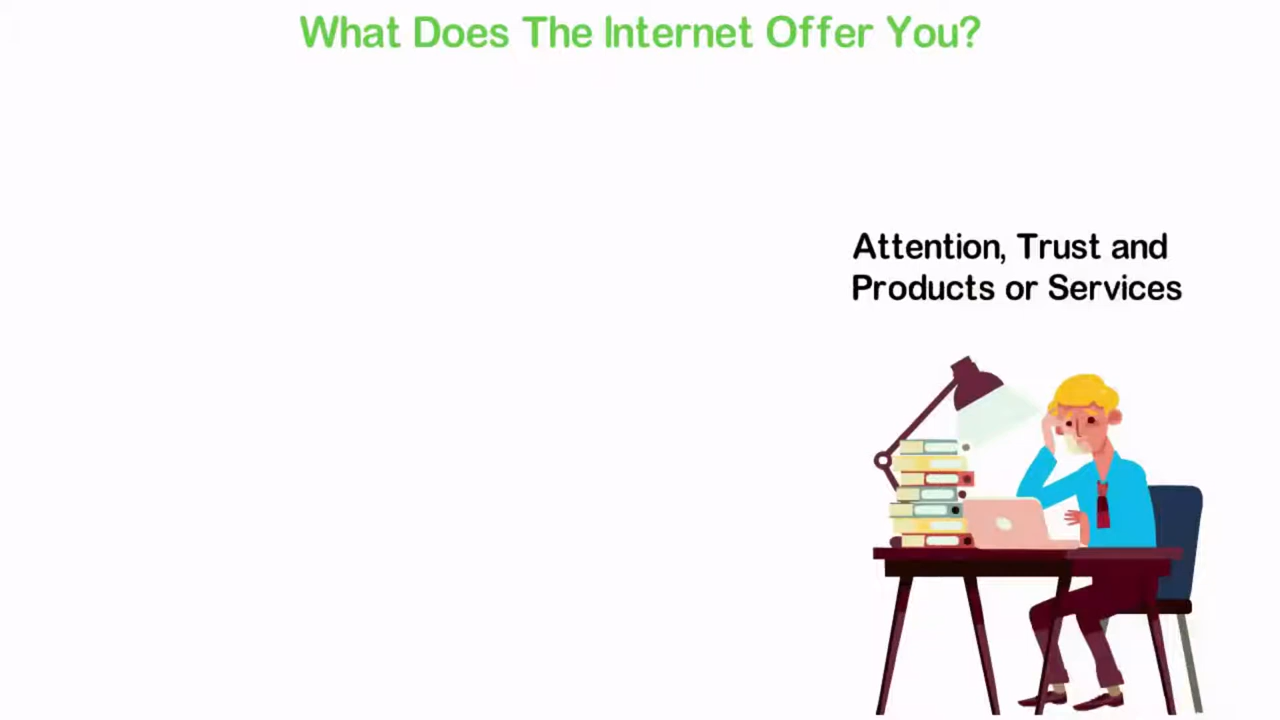 What Does The Internet Offer You?
Attention, Trust and
Products or Services